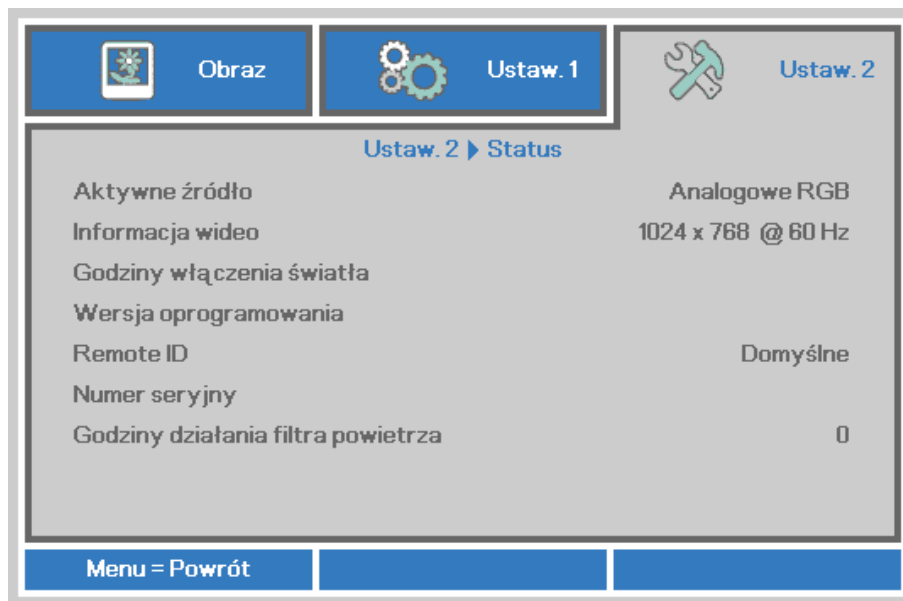 Obraz
Ustaw. 1
Ustaw. 2
Ustaw. 2 Status
Aktywne źródło Analogowe RGB
Informacja wideo 1024 x 768 @ 60 Hz
Godziny włączenia światła
Wersja oprogramowania
Remote ID Domyślne
Numer seryjny
Godziny działania filtra powietrza 0
Menu = Powrót